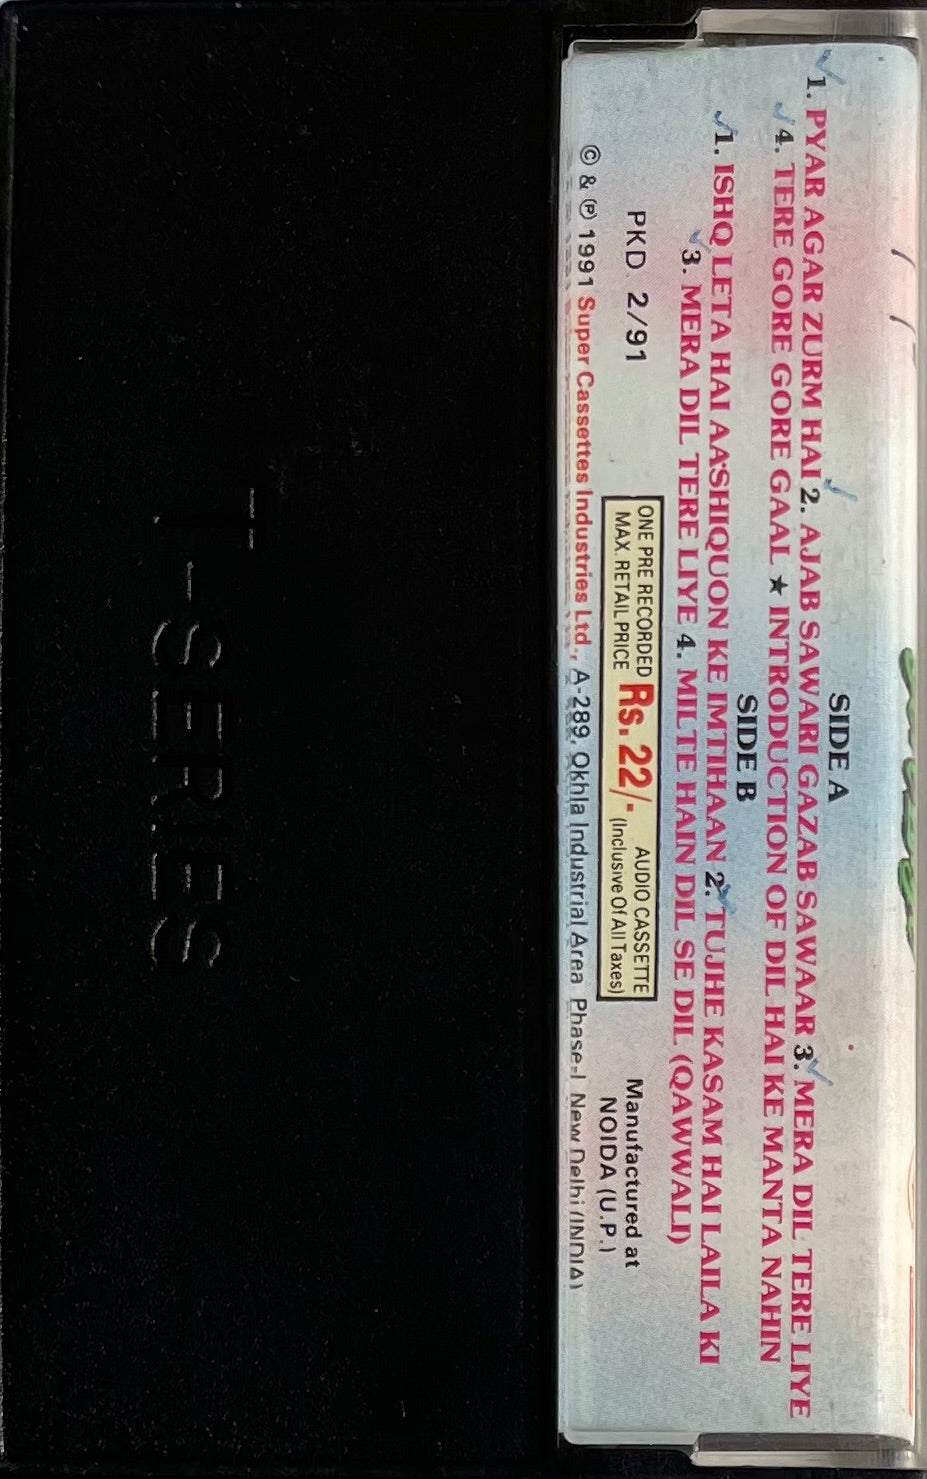 SIDE A
1. PYAR AGAR ZURM HAI 2. AJAB SAWARI GAZAB SAWAAR 3. MERA DIL TERE LIYE
4. TERE GORE GORE GAAL ★ INTRODUCTION OF DIL HAI KE MANTA NAHIN
SIDE B
1. ISHQ LETA HAI AASHIQUON KE IMTIHAAN 2. TUJHE KASAM HAI LAILA KI
3. MERA DIL TERE LIYE 4. MILTE HAIN DIL SE DIL (QAWWALI)
PKD. 2/91
ONE PRE RECORDED
MAX. RETAIL PRICE
Rs. 22/-
AUDIO CASSETTE
(Inclusive Of All Taxes)
Manufactured at
NOIDA (U.P.)
© & ℗ 1991 Super Cassettes Industries Ltd., A-289, Okhla Industrial Area Phase-I New Delhi (INDIA)
T-SERIES